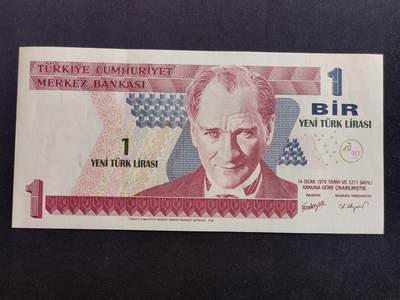 TÜRKİYE CUMHURİYET
MERKEZ BANKASI
1
BİR
YENİ TÜRK LİRASI
1
YENİ TÜRK LİRASI
14 OCAK 1970 TARİH VE 1211 SAYILI
KANUNA GÖRE ÇIKARILMIŞTIR.
1